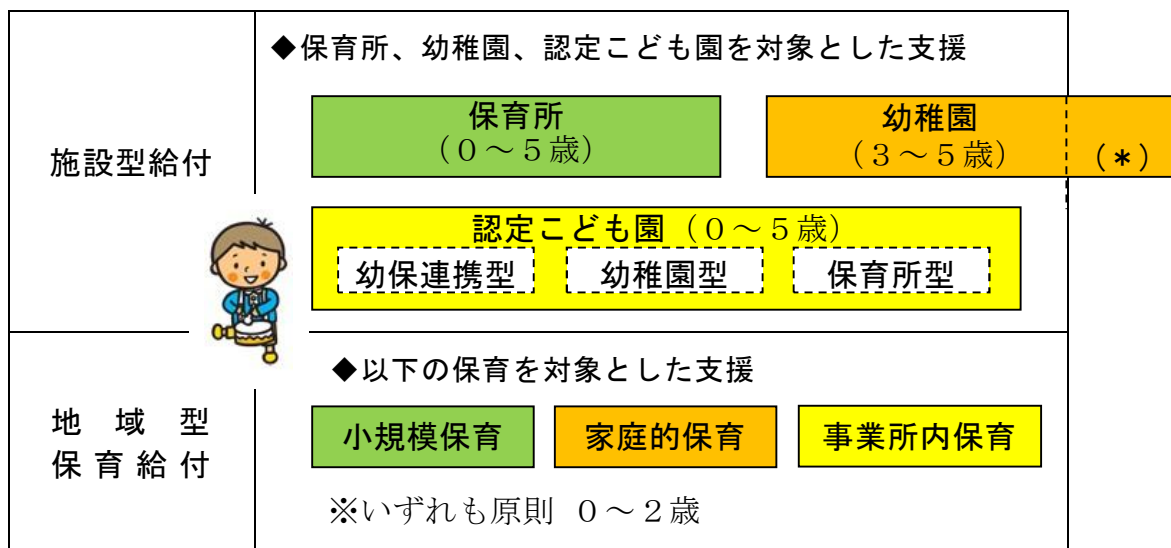 施設型給付
◆保育所、幼稚園、認定こども園を対象とした支援
保育所
（０～５歳）
幼稚園
（３～５歳）
（＊）
認定こども園（０～５歳）
幼保連携型
幼稚園型
保育所型
地域型
保育給付
◆以下の保育を対象とした支援
小規模保育
家庭的保育
事業所内保育
※いずれも原則 ０～２歳